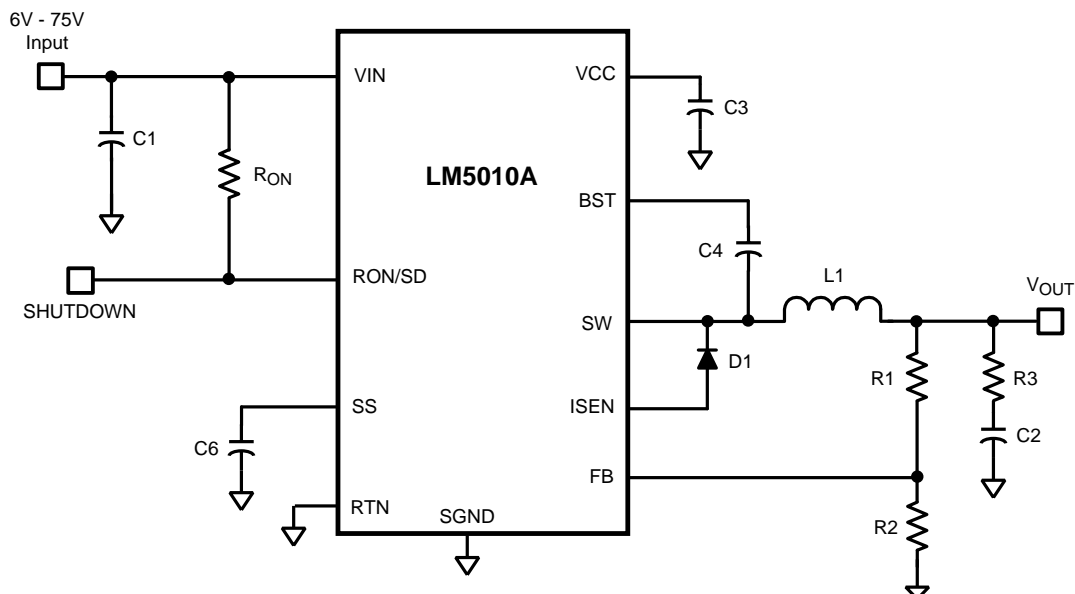 6V - 75V
Input
VIN
VCC
C3
C1
RON
LM5010A
BST
C4
L1
RON/SD
SHUTDOWN
VOUT
SW
D1
R1
R3
ISEN
SS
C6
C2
FB
RTN
SGND
R2